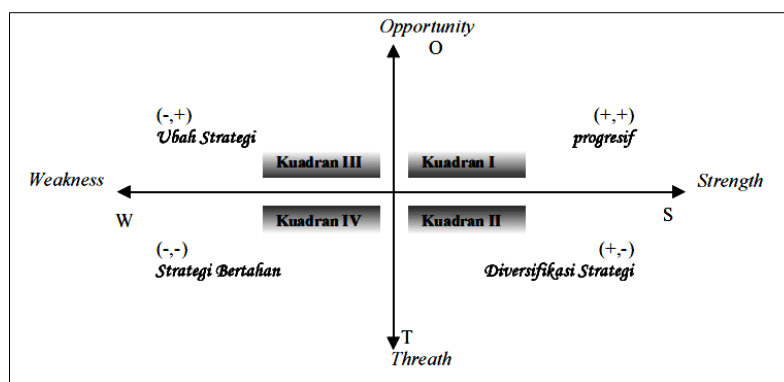 Opportunity
O
(-,+)
Ubah Strategi
(+,+)
progresif
Kuadran III
Kuadran I
Weakness
Strength
W
S
Kuadran IV
Kuadran II
(-,-)
Strategi Bertahan
(+,-)
Diversifikasi Strategi
T
Threath